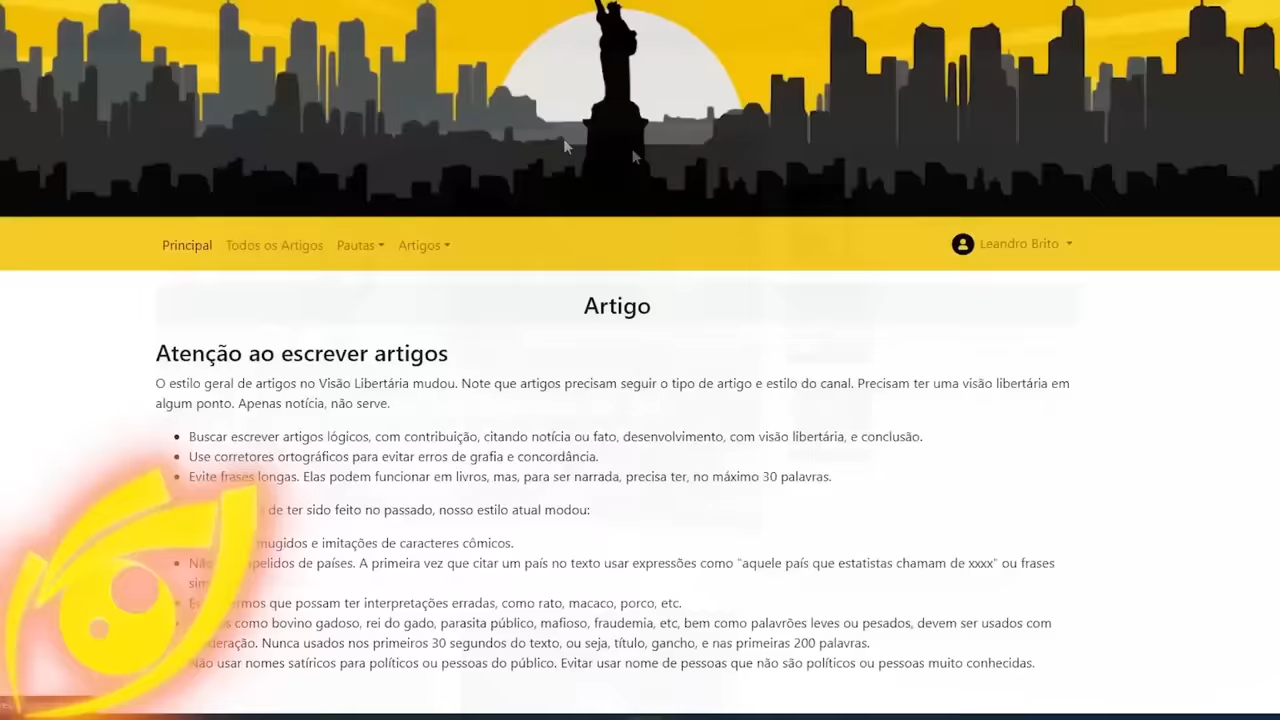 Principal Todos os Artigos Pautas Artigos Leandro Brito
Artigo
Atenção ao escrever artigos
O estilo geral de artigos no Visão Libertária mudou. Note que artigos precisam seguir o tipo de artigo e estilo do canal. Precisam ter uma visão libertária em
algum ponto. Apenas notícia, não serve.
Buscar escrever artigos lógicos, com contribuição, citando notícia ou fato, desenvolvimento, com visão libertária, e conclusão.
Use corretores ortográficos para evitar erros de grafia e concordância.
Evite frases longas. Elas podem funcionar em livros, mas, para ser narrada, precisa ter, no máximo 30 palavras.
de ter sido feito no passado, nosso estilo atual modou:
mugidos e imitações de caracteres cômicos.
de países. A primeira vez que citar um país no texto usar expressões como "aquele país que estatistas chamam de xxxx" ou frases
que possam ter interpretações erradas, como rato, macaco, porco, etc.
como bovino gadoso, rei do gado, parasita público, mafioso, fraudemia, etc, bem como palavrões leves ou pesados, devem ser usados com
Nunca usados nos primeiros 30 segundos do texto, ou seja, título, gancho, e nas primeiras 200 palavras.
Não usar nomes satíricos para políticos ou pessoas do público. Evitar usar nome de pessoas que não são políticos ou pessoas muito conhecidas.